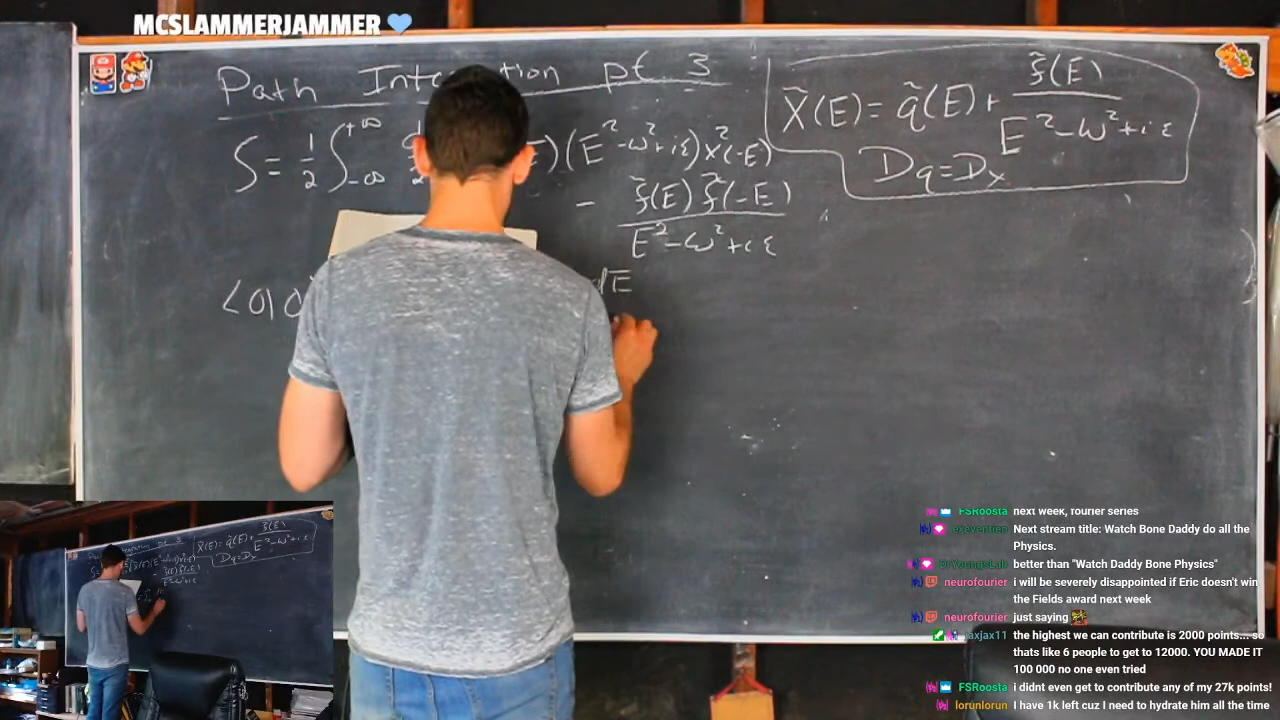 MCSLAMMERJAMMER
Path Integration pt 3
x̃(E) = q̃(E) + f̃(E) / E² - ω² + iε
Dq = Dx
S = 1/2 ∫ +∞ -∞ )(E² - ω² + iε) x̃(-E)
- f̃(E) f̃(-E) / E² - ω² + iε
<0|0
dE
FSRoosta next week, fourier series
Next stream title: Watch Bone Daddy do all the
Physics.
DrYoungsLab better than "Watch Daddy Bone Physics"
neurofourier i will be severely disappointed if Eric doesn't win
the Fields award next week
neurofourier just saying
jaxjax11 the highest we can contribute is 2000 points... so
thats like 6 people to get to 12000. YOU MADE IT
100 000 no one even tried
FSRoosta i didnt even get to contribute any of my 27k points!
lorunlorun I have 1k left cuz I need to hydrate him all the time